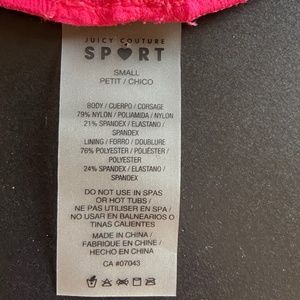 JUICY COUTURE
SPORT
SMALL
PETIT / CHICO
BODY / CUERPO / CORSAGE
79% NYLON / POLIAMIDA / NYLON
21% SPANDEX / ELASTANO /
SPANDEX
LINING / FORRO / DOUBLURE
76% POLYESTER / POLIÉSTER /
POLYESTER
24% SPANDEX / ELASTANO /
SPANDEX
DO NOT USE IN SPAS
OR HOT TUBS /
NE PAS UTILISER EN SPA /
NO USAR EN BALNEARIOS O
TINAS CALIENTES
MADE IN CHINA /
FABRIQUE EN CHINE /
HECHO EN CHINA
CA #07043